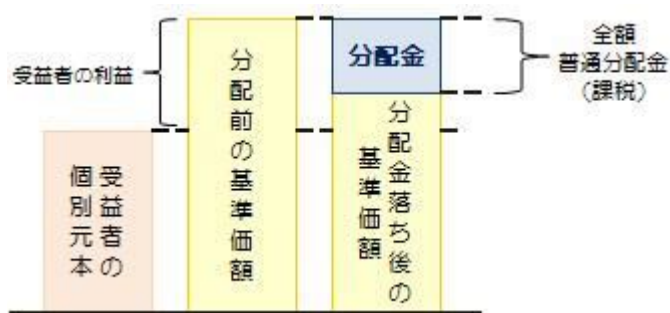 受益者の利益
受益者の
個別元本
分配前の基準価額
分配金
分配金落ち後の
基準価額
全額
普通分配金
(課税)